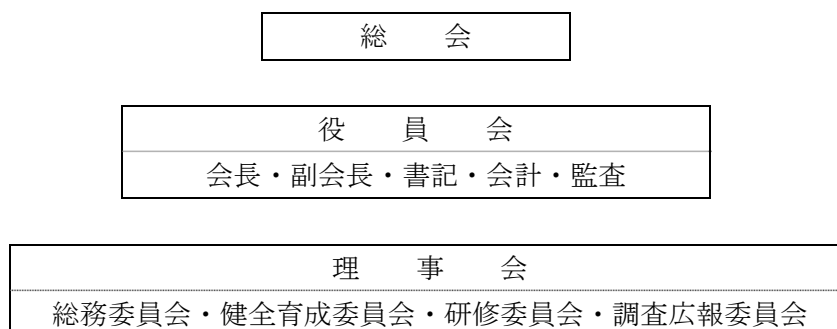 総　会
役　員　会
会長・副会長・書記・会計・監査
理　事　会
総務委員会・健全育成委員会・研修委員会・調査広報委員会